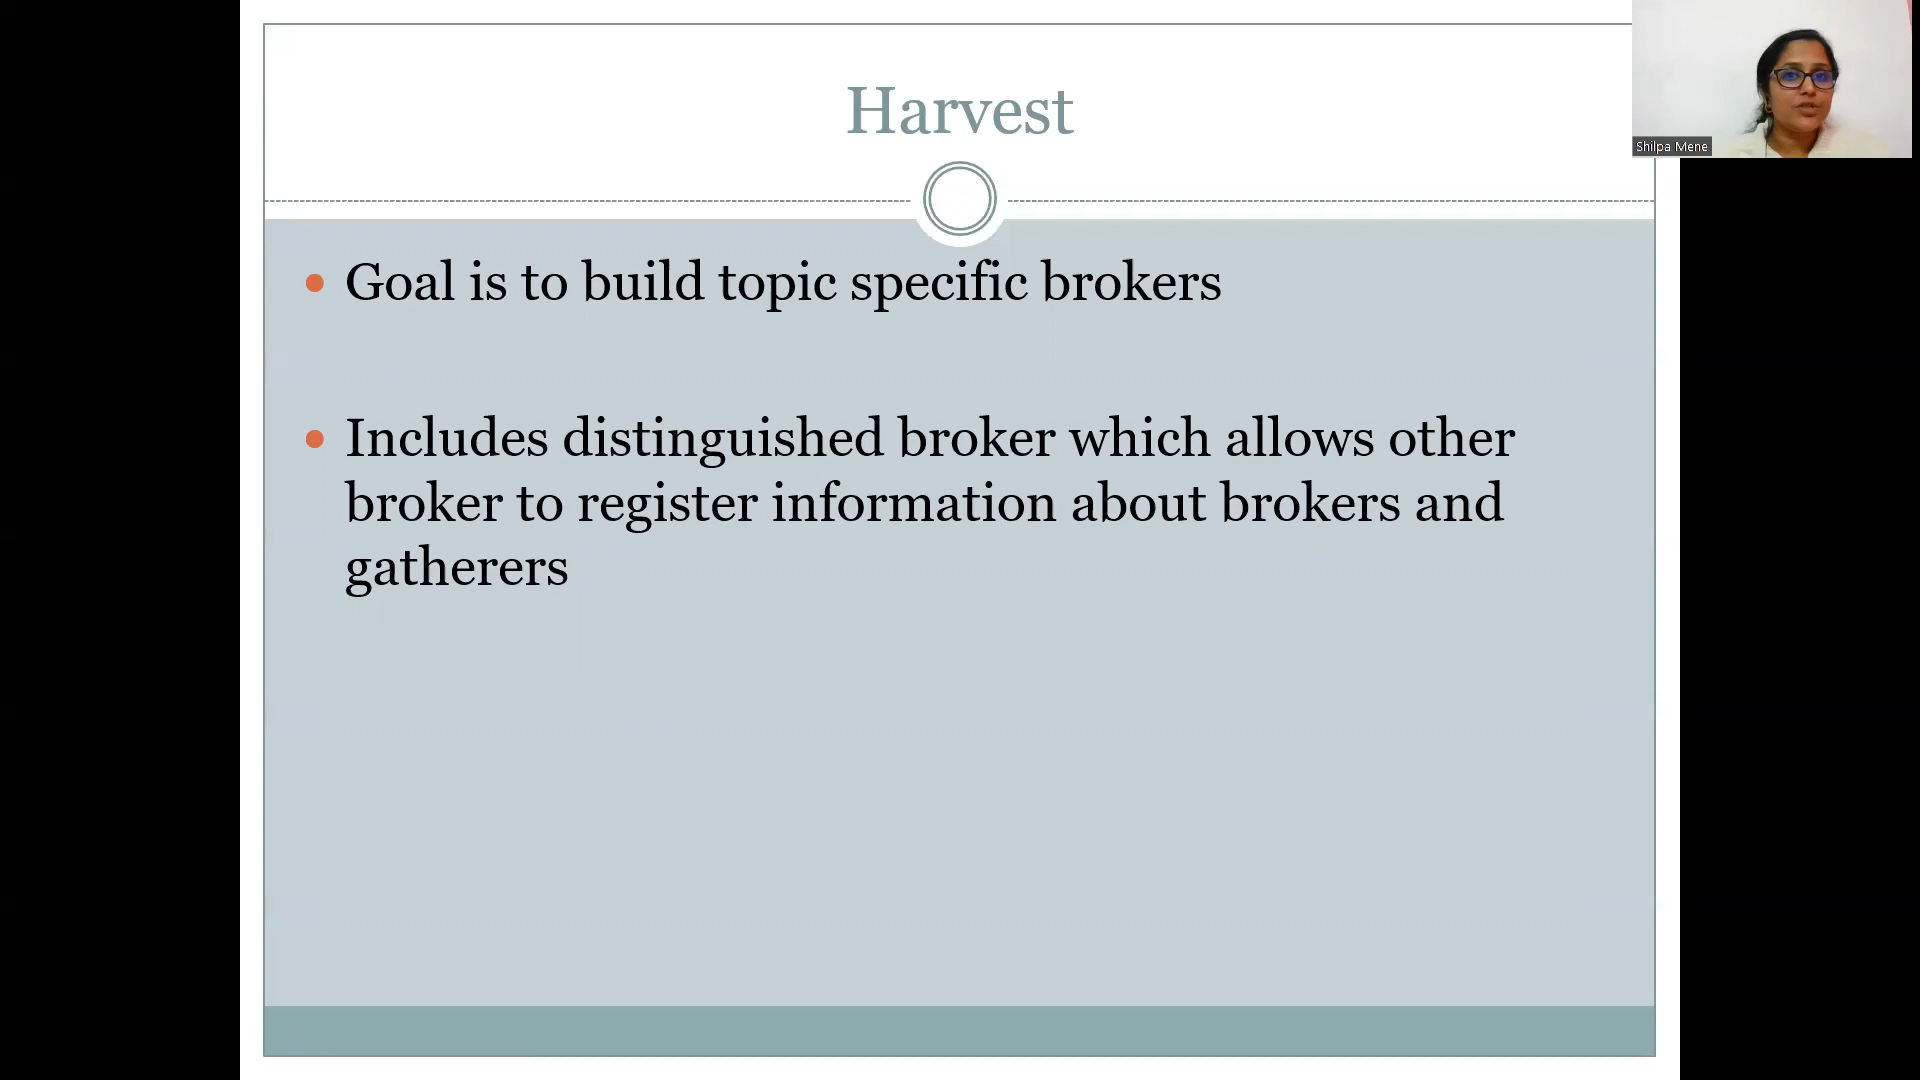 Harvest
Shilpa Mene
Goal is to build topic specific brokers
Includes distinguished broker which allows other
broker to register information about brokers and
gatherers